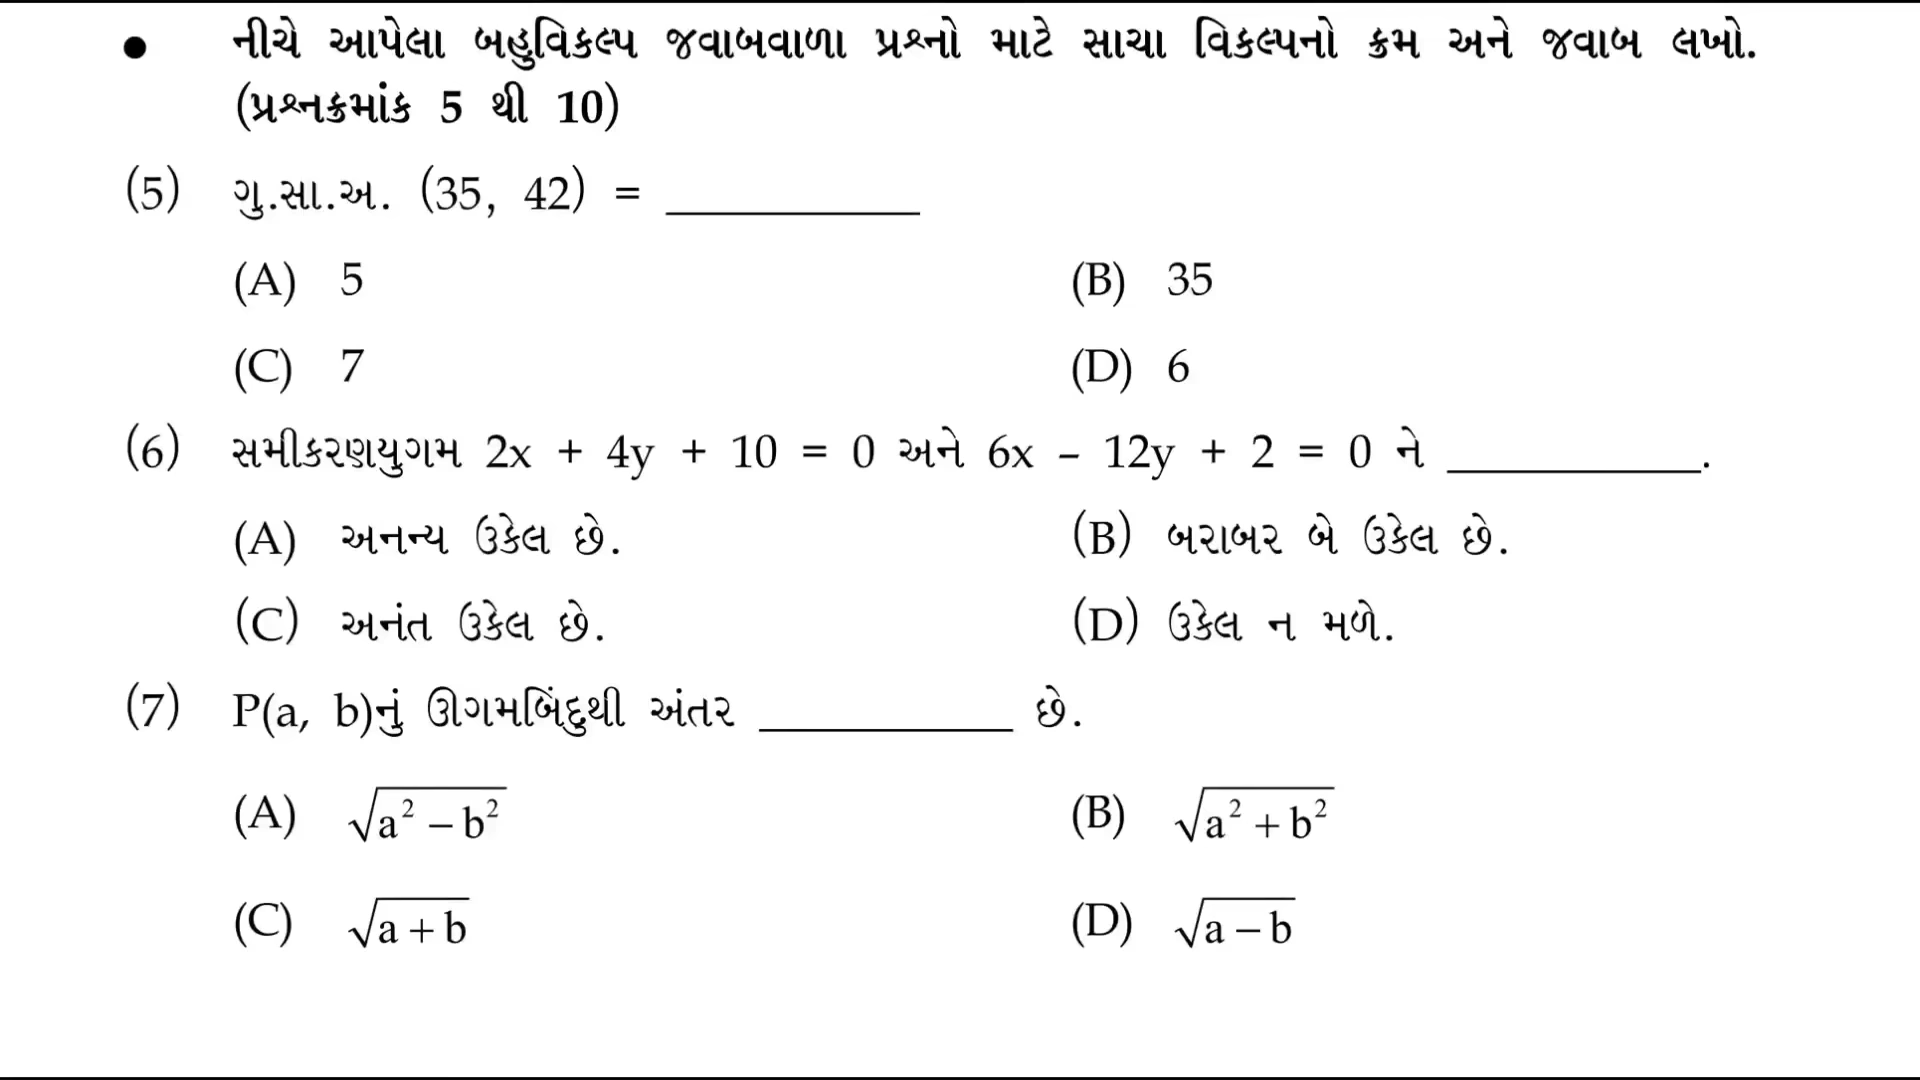 ● નીચે આપેલા બહુવિકલ્પ જવાબવાળા પ્રશ્નો માટે સાચા વિકલ્પનો ક્રમ અને જવાબ લખો.
(પ્રશ્નક્રમાંક 5 થી 10)
(5) ગુ.સા.અ. (35, 42) = __________
(A) 5 (B) 35
(C) 7 (D) 6
(6) સમીકરણયુગમ 2x + 4y + 10 = 0 અને 6x – 12y + 2 = 0 ને __________.
(A) અનન્ય ઉકેલ છે. (B) બરાબર બે ઉકેલ છે.
(C) અનંત ઉકેલ છે. (D) ઉકેલ ન મળે.
(7) P(a, b)નું ઊગમબિંદુથી અંતર __________ છે.
(A) √(a² – b²) (B) √(a² + b²)
(C) √(a + b) (D) √(a – b)